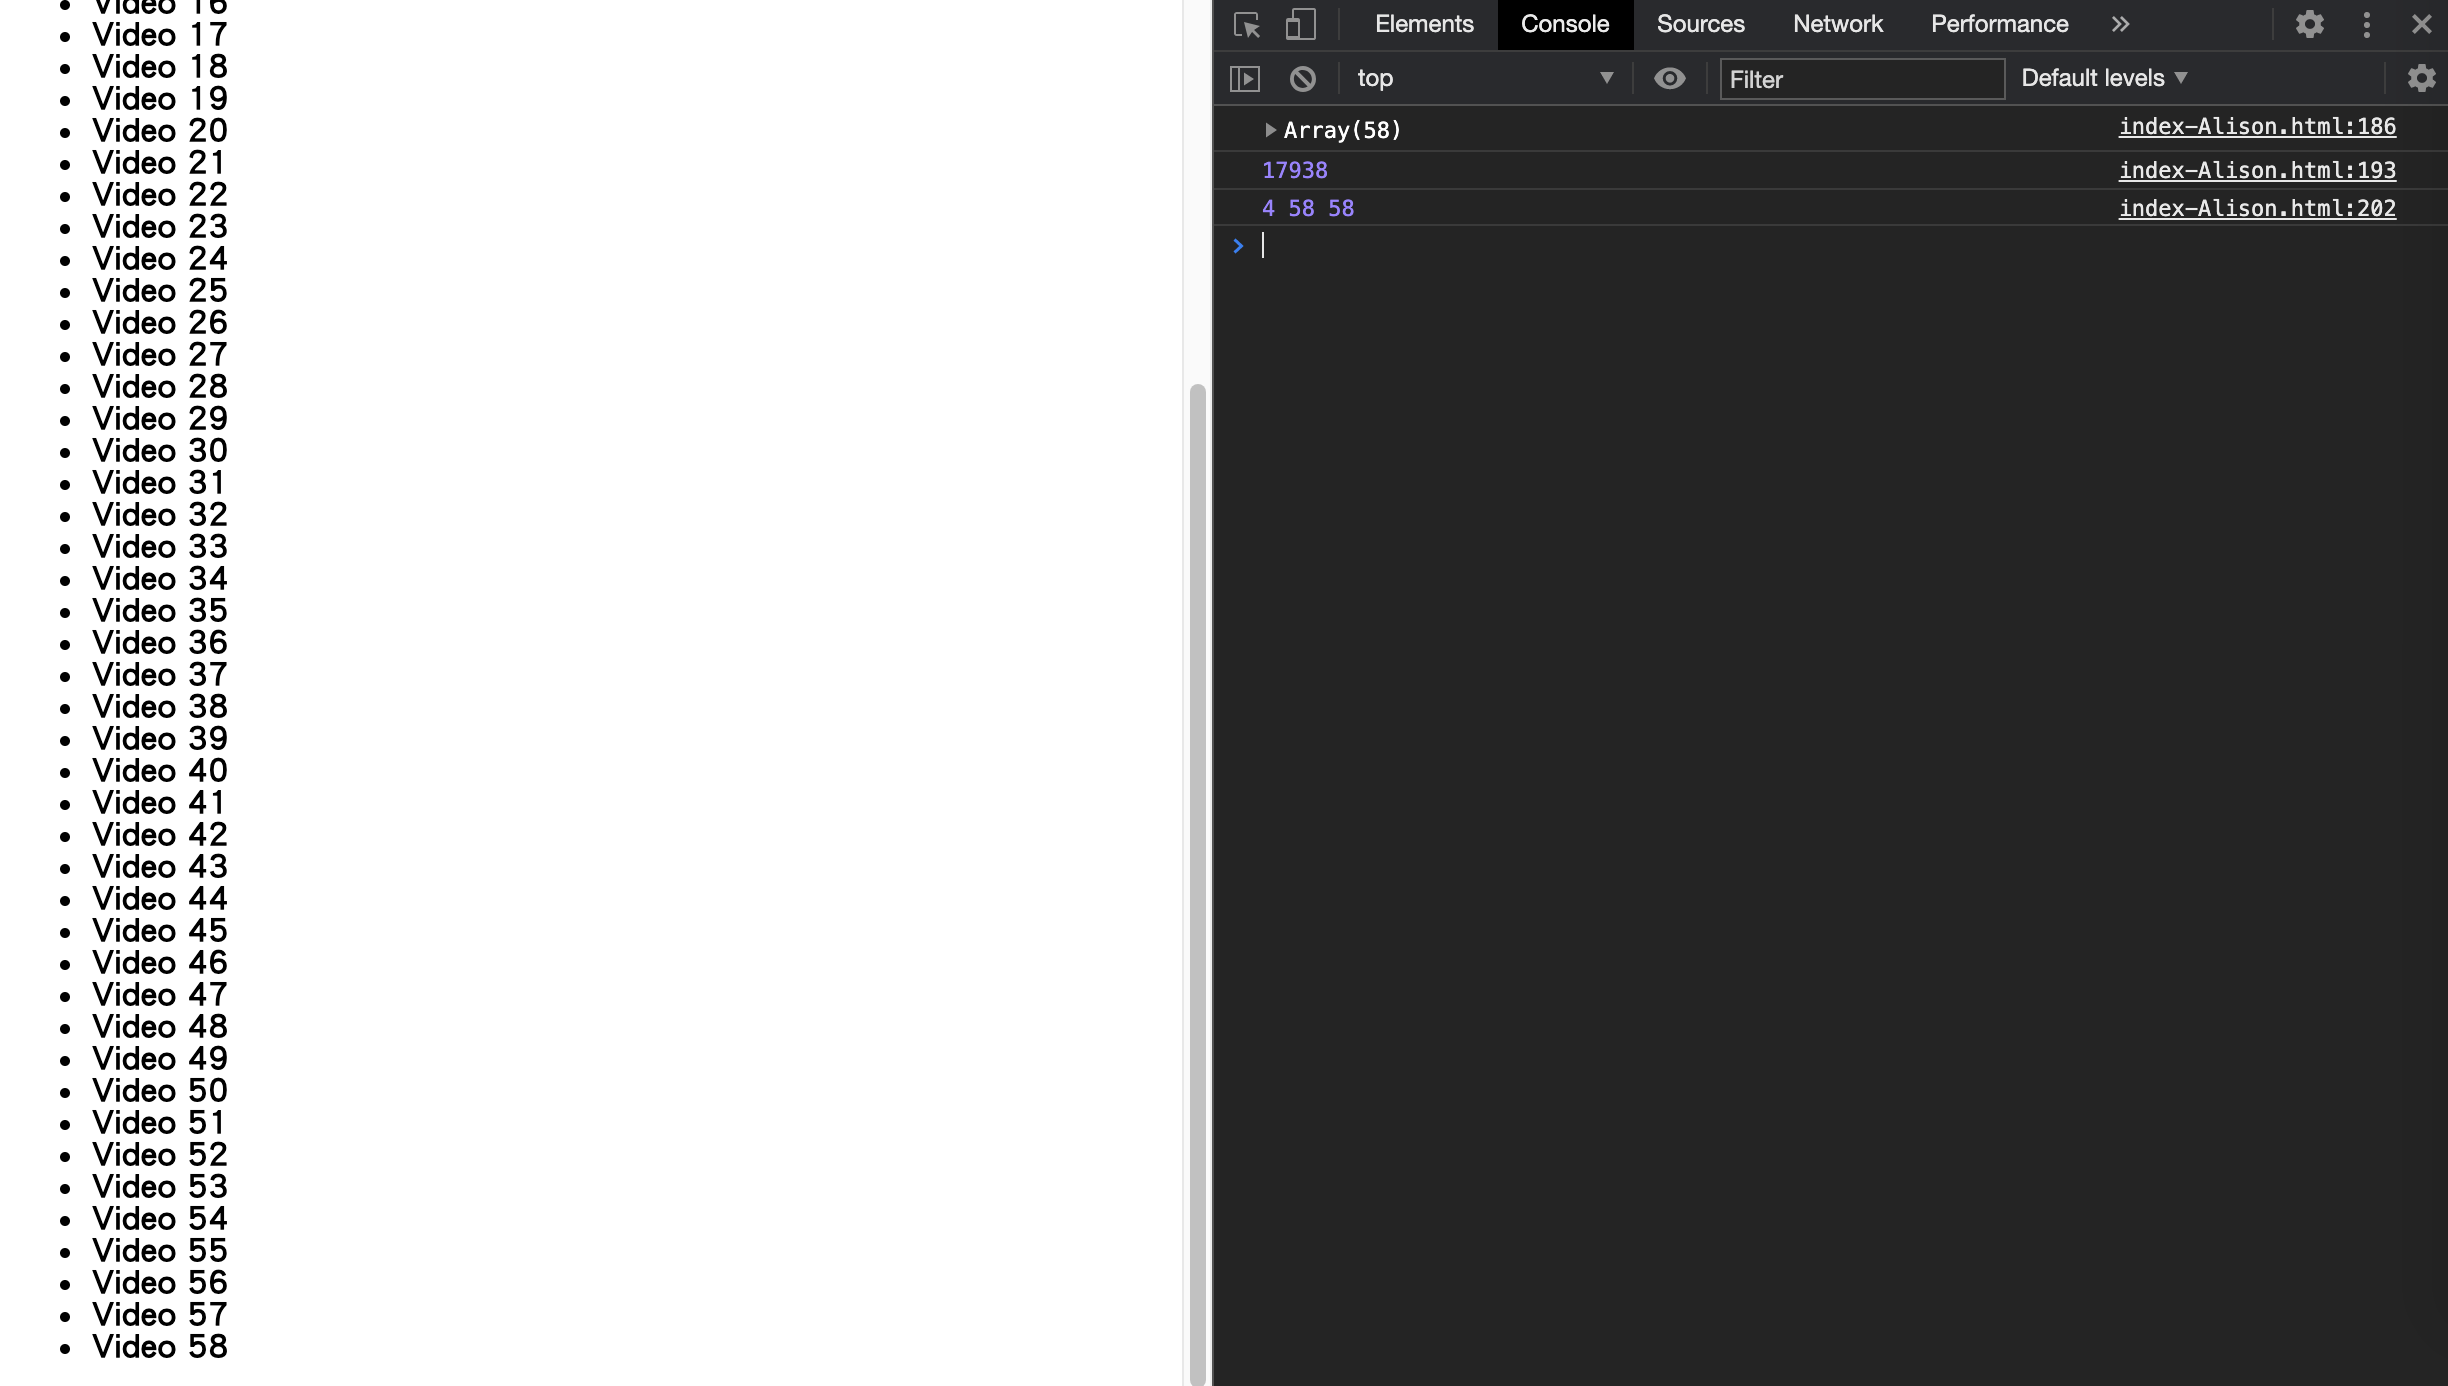 Video 16
Video 17
Video 18
Video 19
Video 20
Video 21
Video 22
Video 23
Video 24
Video 25
Video 26
Video 27
Video 28
Video 29
Video 30
Video 31
Video 32
Video 33
Video 34
Video 35
Video 36
Video 37
Video 38
Video 39
Video 40
Video 41
Video 42
Video 43
Video 44
Video 45
Video 46
Video 47
Video 48
Video 49
Video 50
Video 51
Video 52
Video 53
Video 54
Video 55
Video 56
Video 57
Video 58
Elements Console Sources Network Performance
top Filter Default levels
Array(58) index-Alison.html:186
17938 index-Alison.html:193
4 58 58 index-Alison.html:202